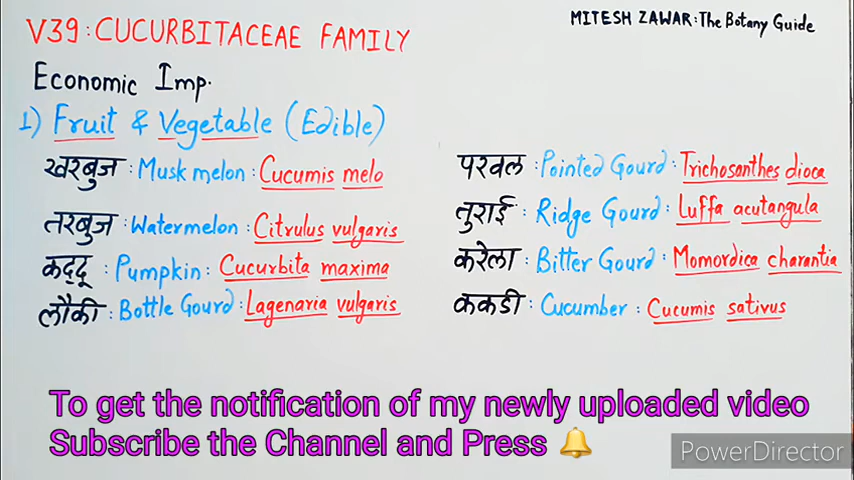 V39: CUCURBITACEAE FAMILY
MITESH ZAWAR: The Botany Guide
Economic Imp.
1) Fruit & Vegetable (Edible)
खरबुज : Musk melon : Cucumis melo
तरबुज : Watermelon : Citrulus vulgaris
कद्दू : Pumpkin : Cucurbita maxima
लौकी : Bottle Gourd : Lagenaria vulgaris
परवल : Pointed Gourd : Trichosanthes dioca
तुराई : Ridge Gourd : Luffa acutangula
करेला : Bitter Gourd : Momordica charantia
ककडी : Cucumber : Cucumis sativus
To get the notification of my newly uploaded video
Subscribe the Channel and Press 🔔
PowerDirector